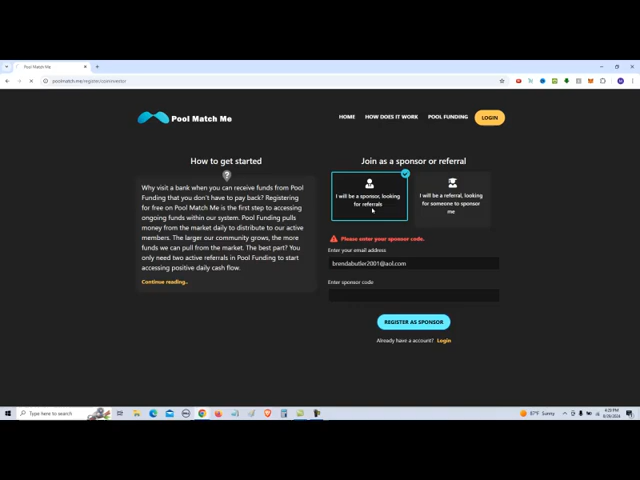 Pool Match Me
poolmatch.me/register/coininvestor
Pool Match Me
HOME
HOW DOES IT WORK
POOL FUNDING
LOGIN
How to get started
?
Why visit a bank when you can receive funds from Pool
Funding that you don't have to pay back? Registering
for free on Pool Match Me is the first step to accessing
ongoing funds within our system. Pool Funding pulls
money from the market daily to distribute to our active
members. The larger our community grows, the more
funds we can pull from the market. The best part? You
only need two active referrals in Pool Funding to start
accessing positive daily cash flow.
Continue reading..
Join as a sponsor or referral
I will be a sponsor, looking
for referrals
I will be a referral, looking
for someone to sponsor
me
Please enter your sponsor code.
Enter your email address
brendabutler2001@aol.com
Enter sponsor code
REGISTER AS SPONSOR
Already have a account? Login
Type here to search
87°F Sunny